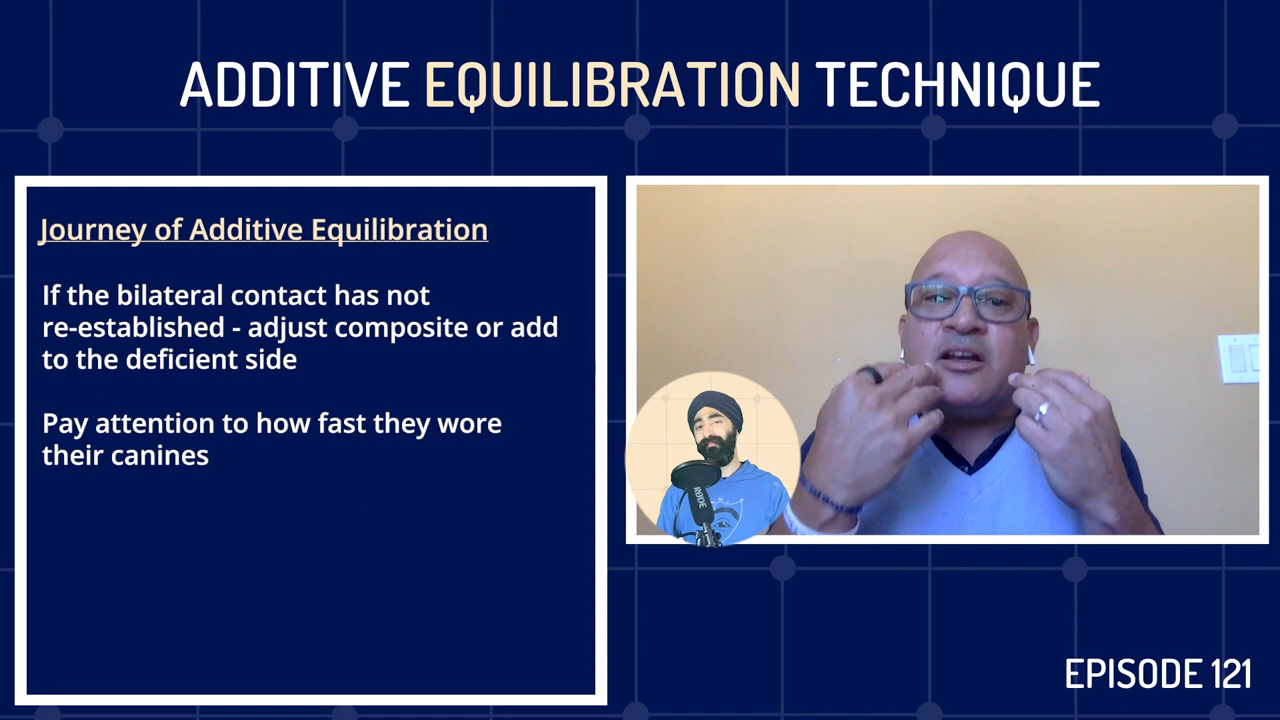 ADDITIVE EQUILIBRATION TECHNIQUE
Journey of Additive Equilibration
If the bilateral contact has not
re-established - adjust composite or add
to the deficient side
Pay attention to how fast they wore
their canines
RODE
EPISODE 121